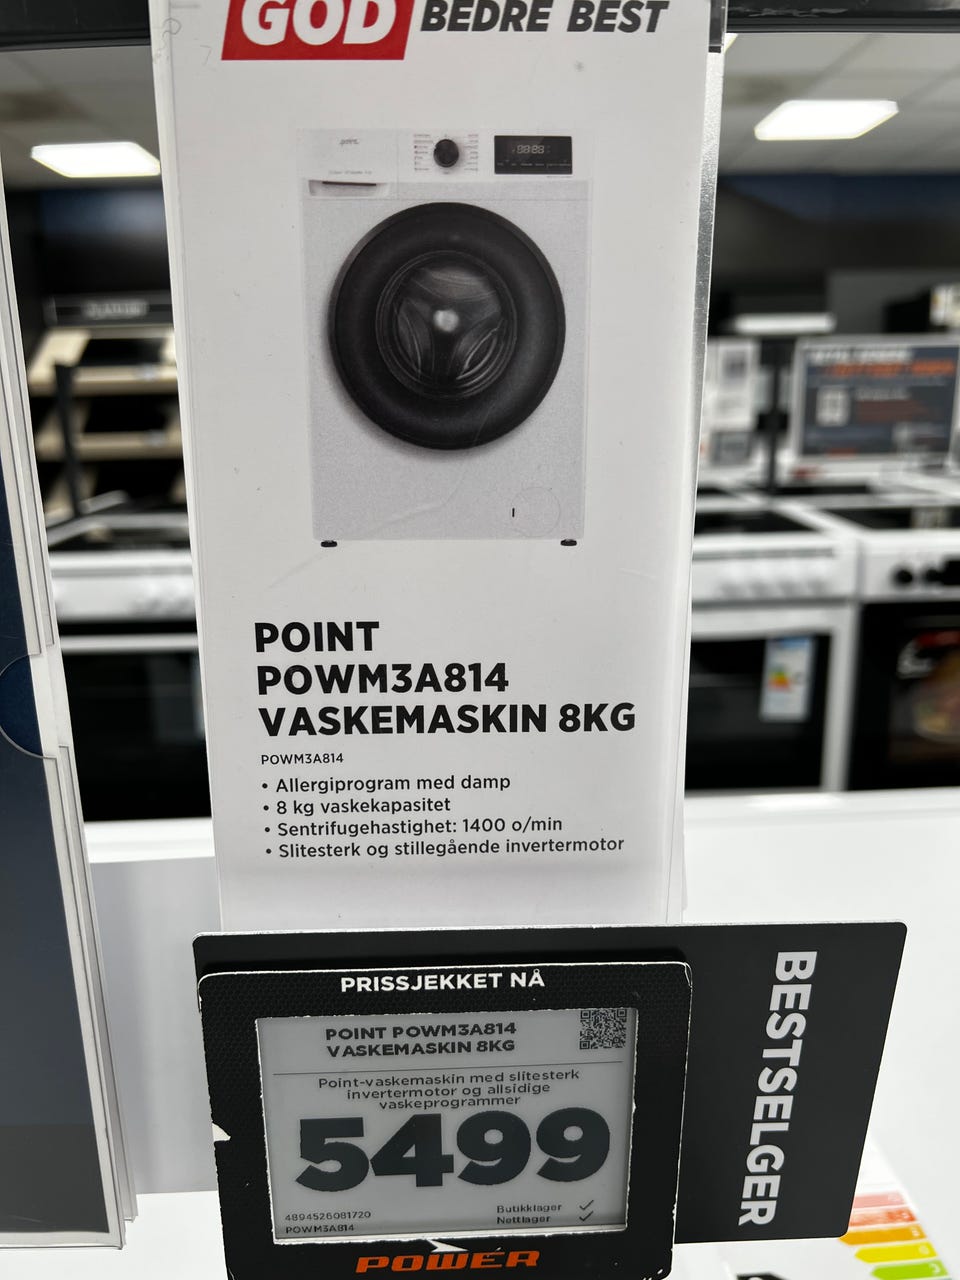 GOD BEDRE BEST
point.
POINT
POWM3A814
VASKEMASKIN 8KG
POWM3A814
• Allergiprogram med damp
• 8 kg vaskekapasitet
• Sentrifugehastighet: 1400 o/min
• Slitesterk og stillegående invertermotor
PRISSJEKKET NÅ
POINT POWM3A814
VASKEMASKIN 8KG
Point-vaskemaskin med slitesterk
invertermotor og allsidige
vaskeprogrammer
5499
4894526081720
POWM3A814
Butikklager ✓
Nettlager ✓
POWER
BESTSELGER